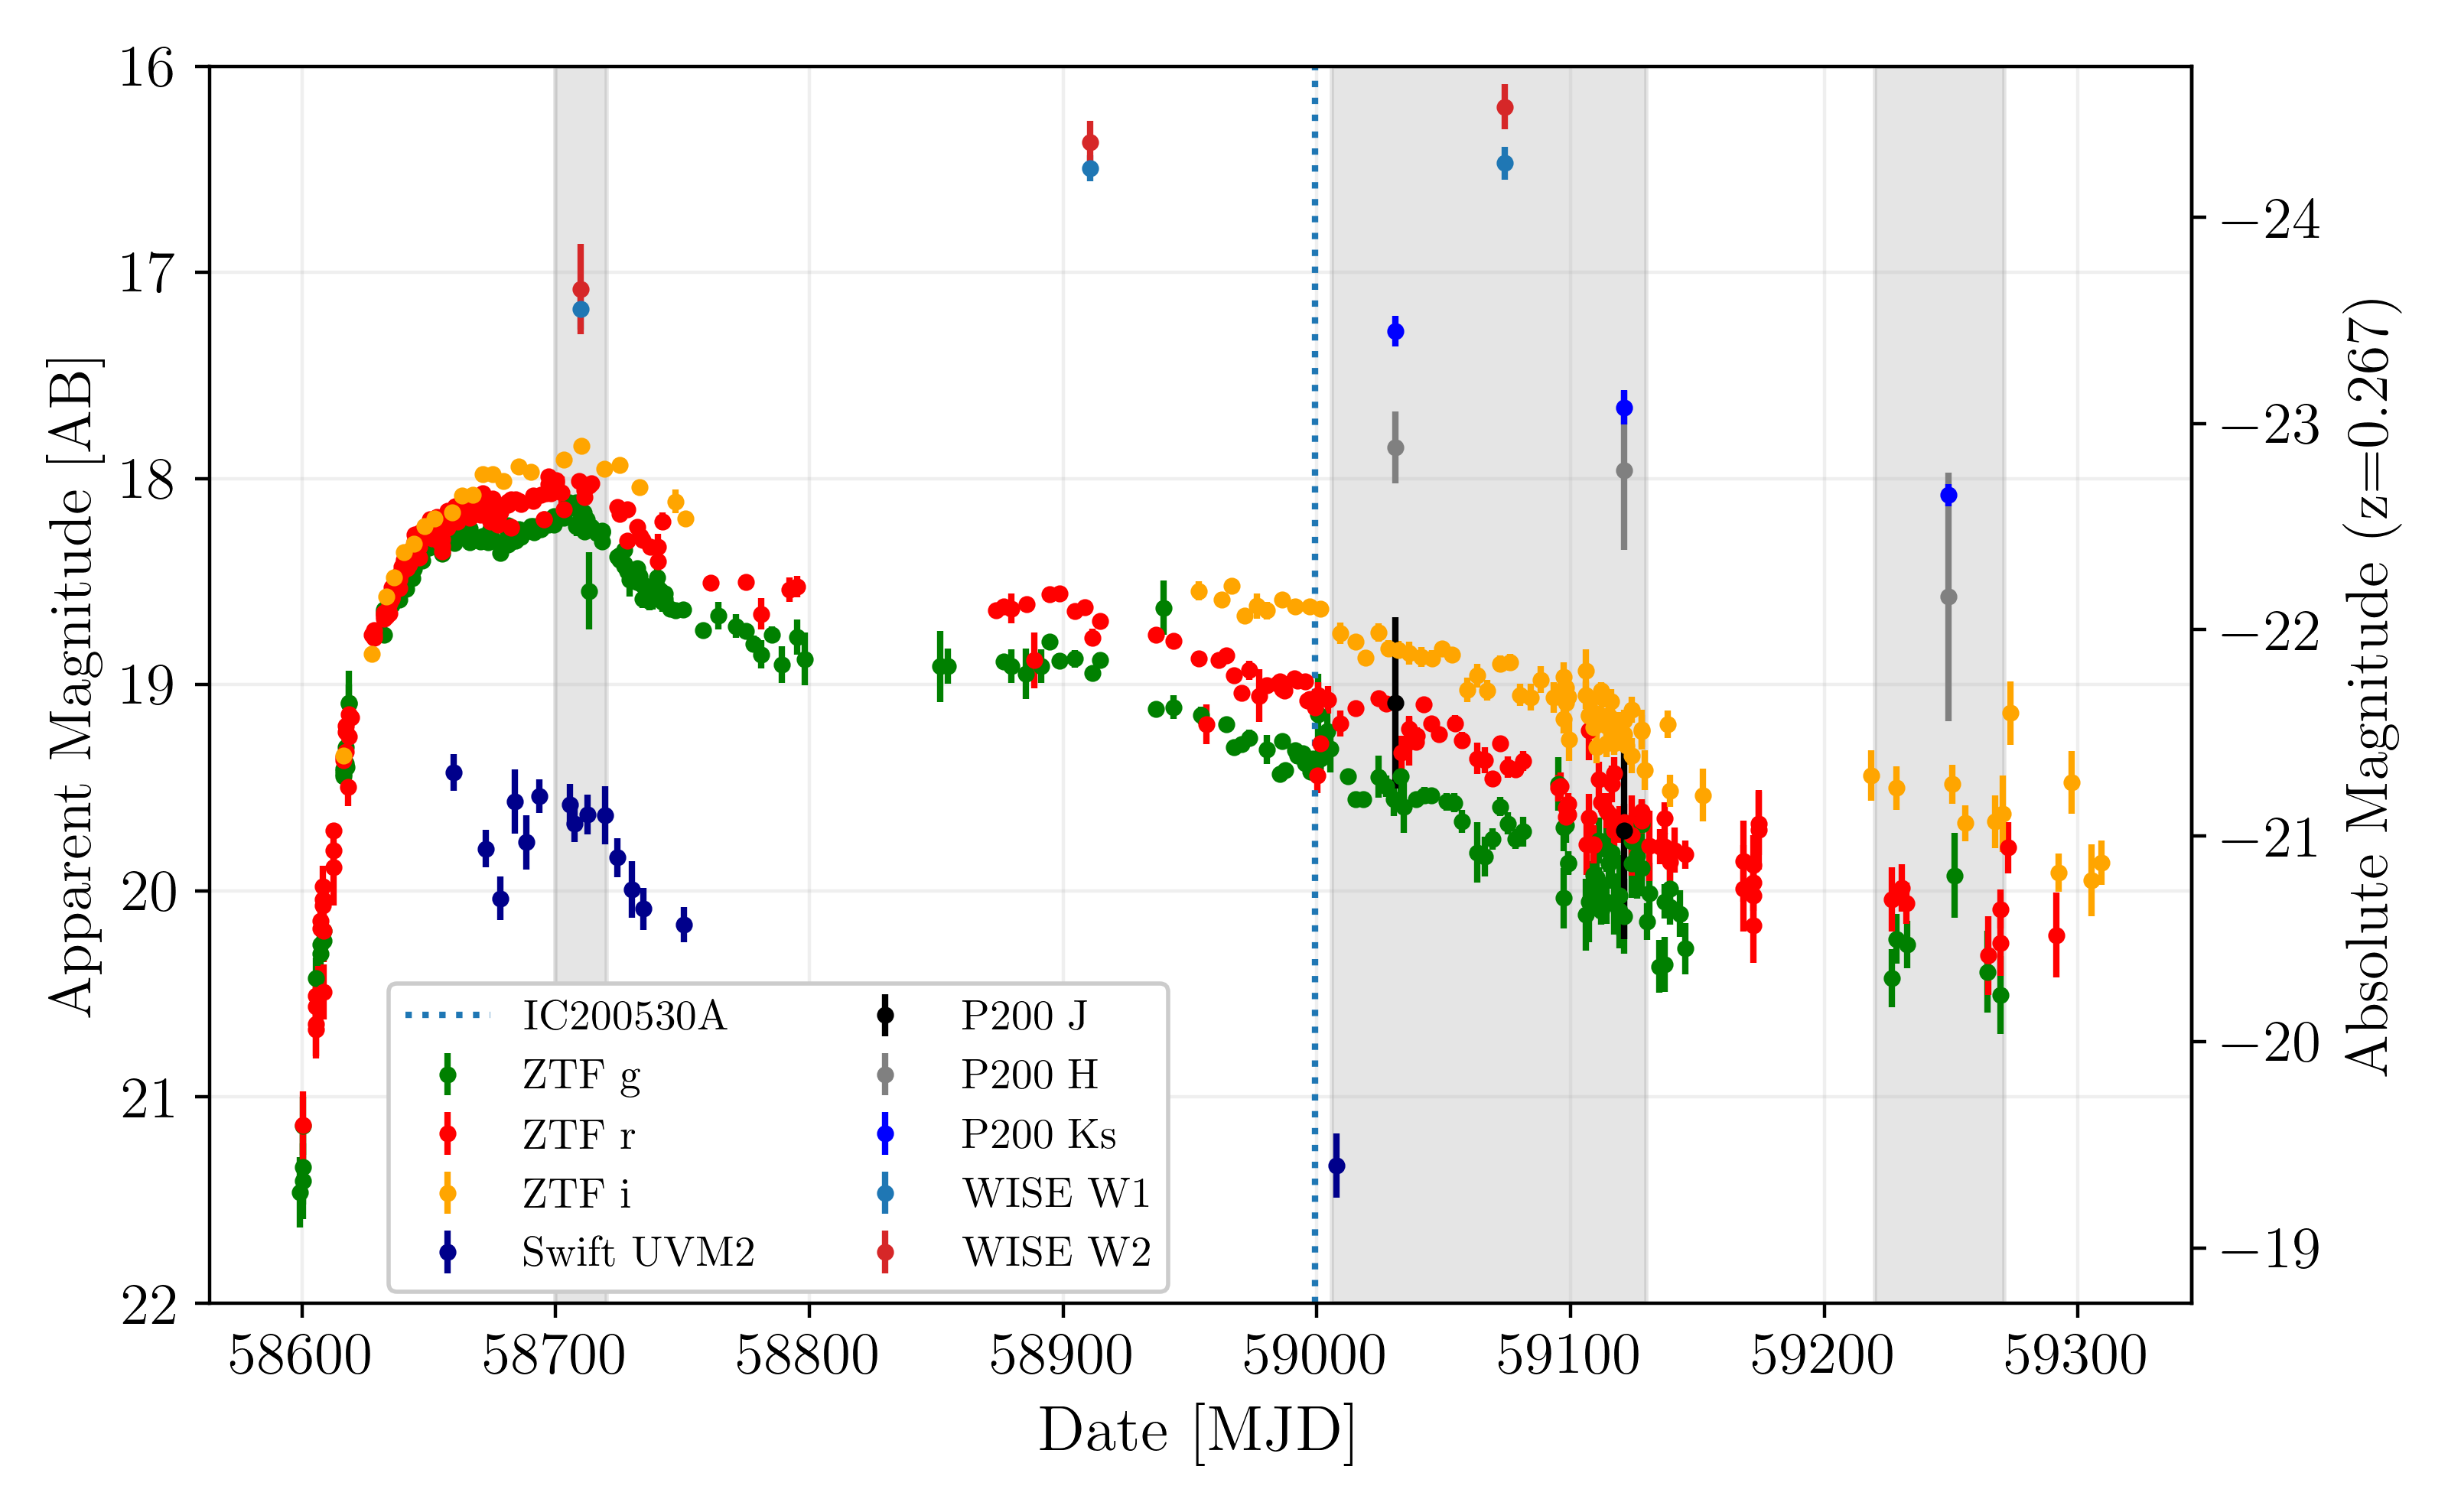 16
17
18
19
20
21
22
Apparent Magnitude [AB]
−24
−23
−22
−21
−20
−19
Absolute Magnitude (z=0.267)
IC200530A
ZTF g
ZTF r
ZTF i
Swift UVM2
P200 J
P200 H
P200 Ks
WISE W1
WISE W2
58600 58700 58800 58900 59000 59100 59200 59300
Date [MJD]